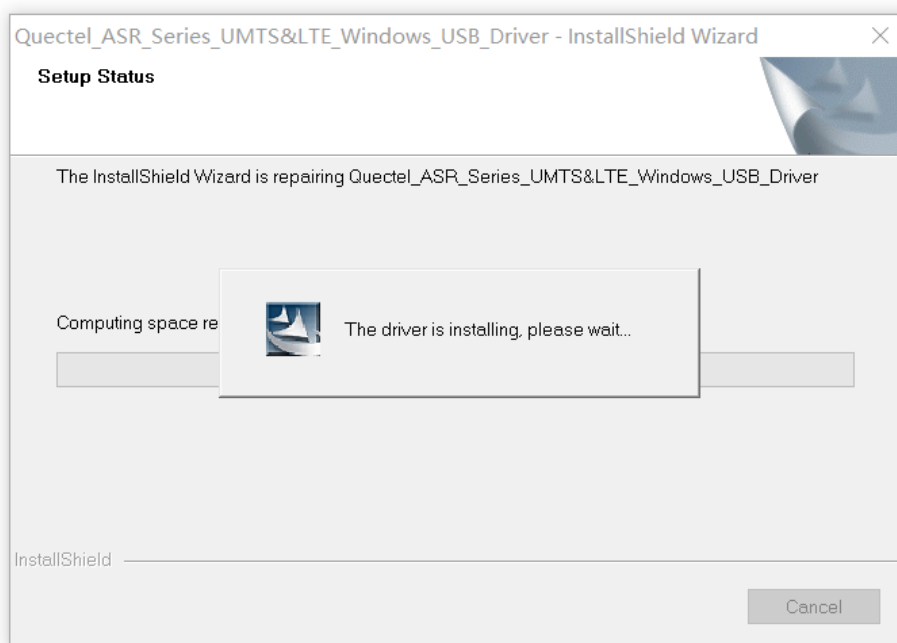 Quectel_ASR_Series_UMTS&LTE_Windows_USB_Driver - InstallShield Wizard
Setup Status
The InstallShield Wizard is repairing Quectel_ASR_Series_UMTS&LTE_Windows_USB_Driver
Computing space re
The driver is installing, please wait...
InstallShield
Cancel